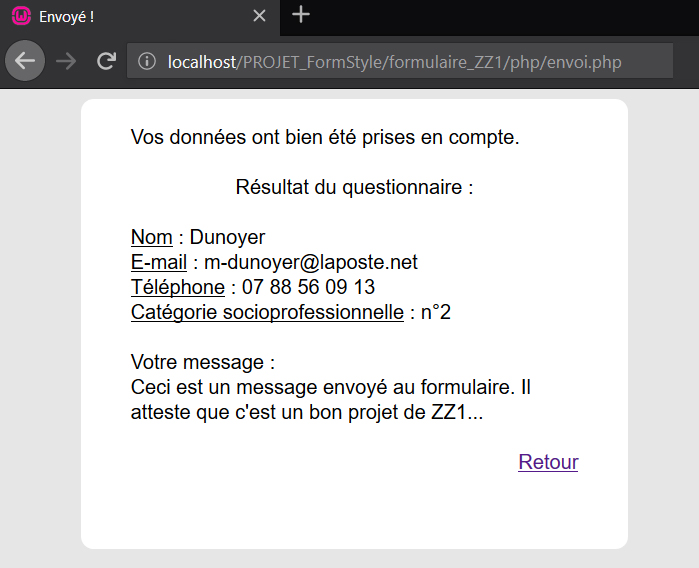 Envoyé !
localhost/PROJET_FormStyle/formulaire_ZZ1/php/envoi.php
Vos données ont bien été prises en compte.
Résultat du questionnaire :
Nom : Dunoyer
E-mail : m-dunoyer@laposte.net
Téléphone : 07 88 56 09 13
Catégorie socioprofessionnelle : n°2
Votre message :
Ceci est un message envoyé au formulaire. Il
atteste que c'est un bon projet de ZZ1...
Retour